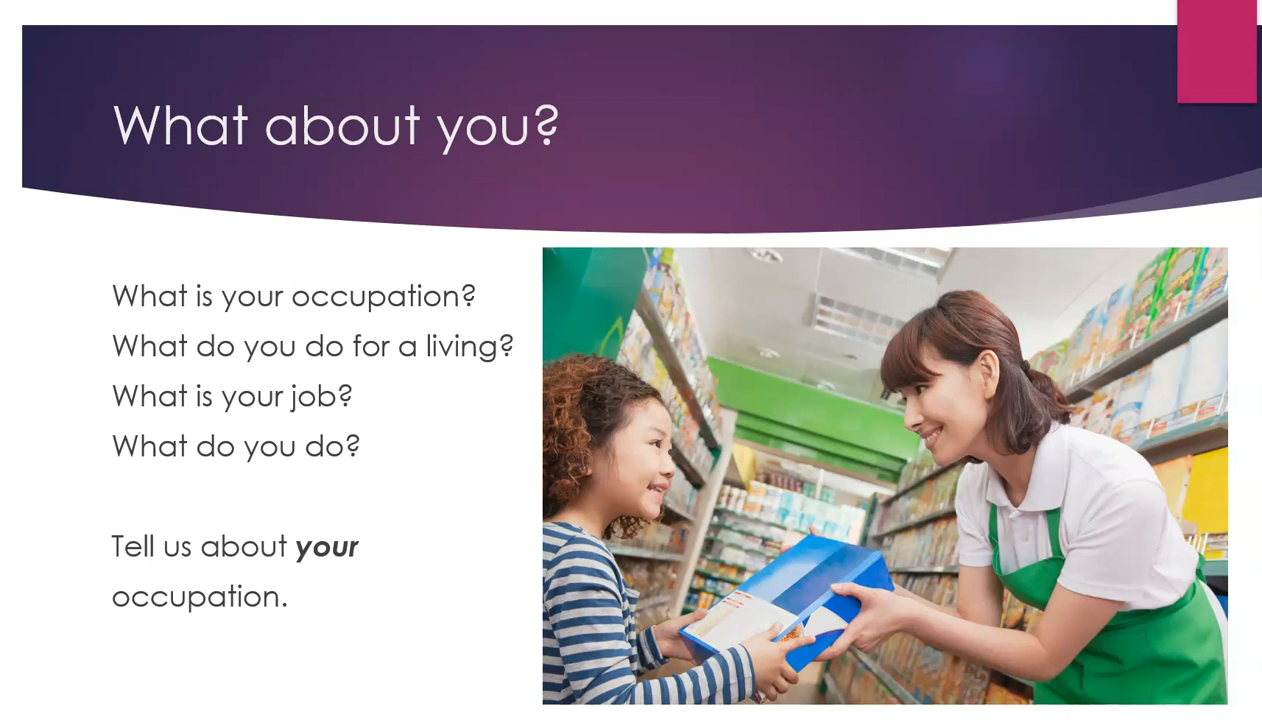 What about you?
What is your occupation?
What do you do for a living?
What is your job?
What do you do?
Tell us about your
occupation.